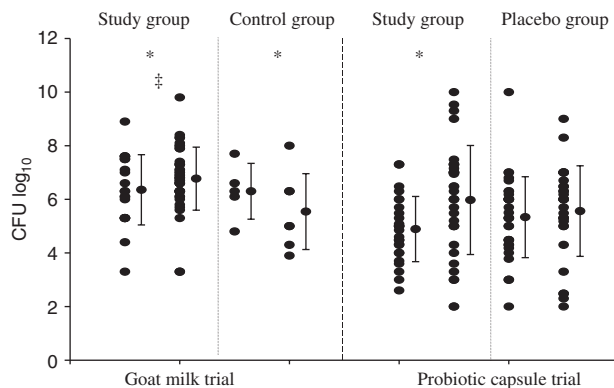 Study group Control group Study group Placebo group
12
* * *
‡
10
8
6
4
2
0
CFU log₁₀
Goat milk trial Probiotic capsule trial